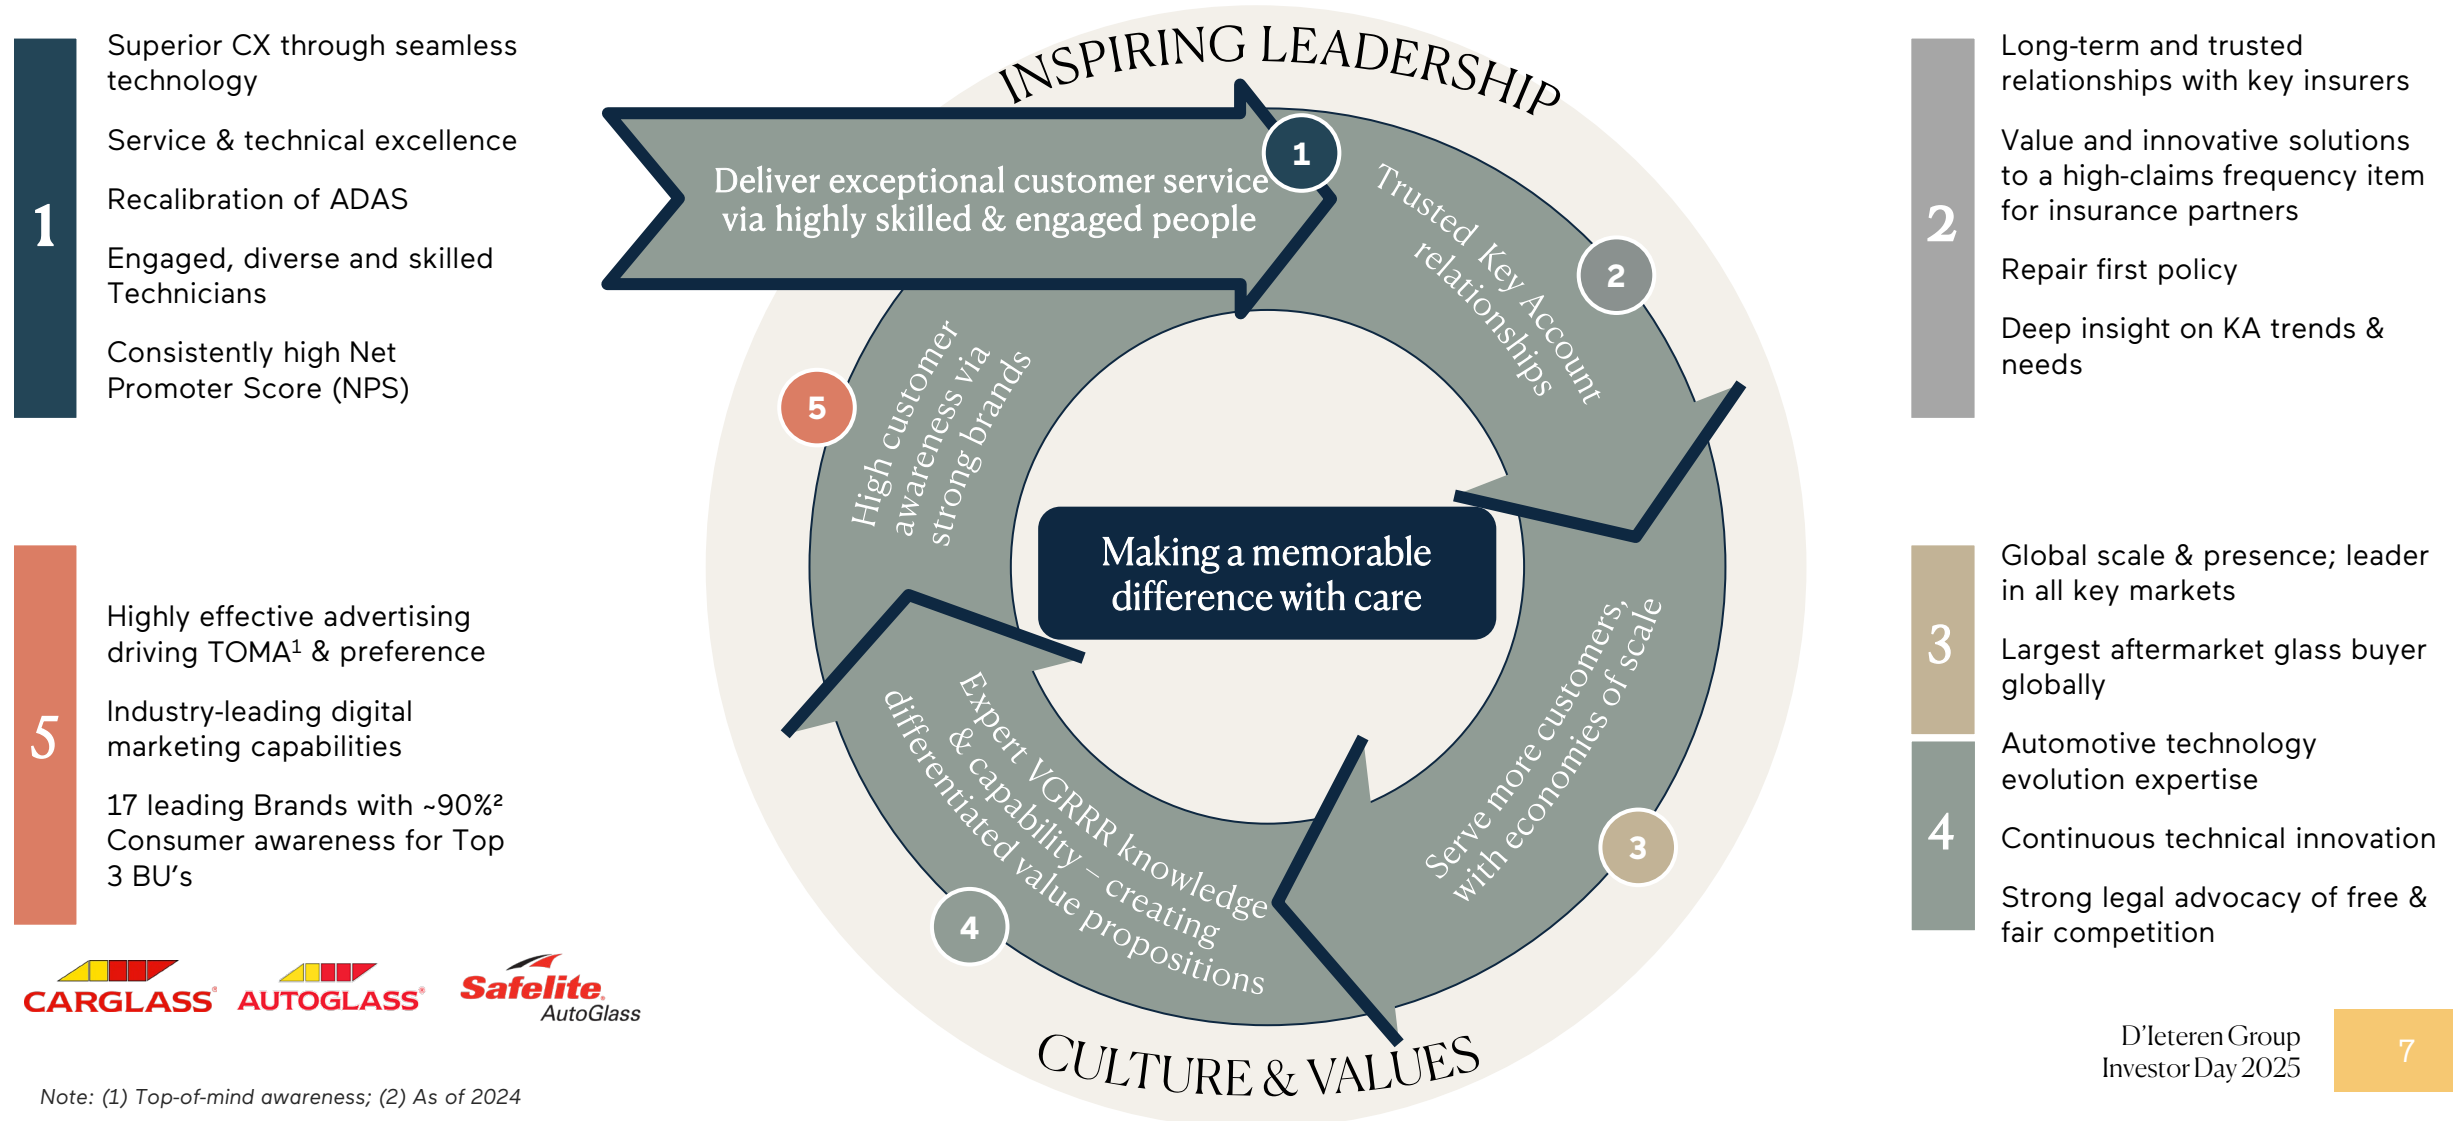 1
Superior CX through seamless
technology
Service & technical excellence
Recalibration of ADAS
Engaged, diverse and skilled
Technicians
Consistently high Net
Promoter Score (NPS)
5
Highly effective advertising
driving TOMA¹ & preference
Industry-leading digital
marketing capabilities
17 leading Brands with ~90%²
Consumer awareness for Top
3 BU’s
CARGLASS®
AUTOGLASS®
Safelite®
AutoGlass
Note: (1) Top-of-mind awareness; (2) As of 2024
INSPIRING LEADERSHIP
Deliver exceptional customer service
via highly skilled & engaged people
1
Trusted Key Account
relationships
2
Serve more customers,
with economies of scale
3
Expert VGRRR knowledge
& capability – creating
differentiated value propositions
4
High customer
awareness via
strong brands
5
Making a memorable
difference with care
CULTURE & VALUES
2
Long-term and trusted
relationships with key insurers
Value and innovative solutions
to a high-claims frequency item
for insurance partners
Repair first policy
Deep insight on KA trends &
needs
3
Global scale & presence; leader
in all key markets
Largest aftermarket glass buyer
globally
4
Automotive technology
evolution expertise
Continuous technical innovation
Strong legal advocacy of free &
fair competition
D’Ieteren Group
Investor Day 2025
7